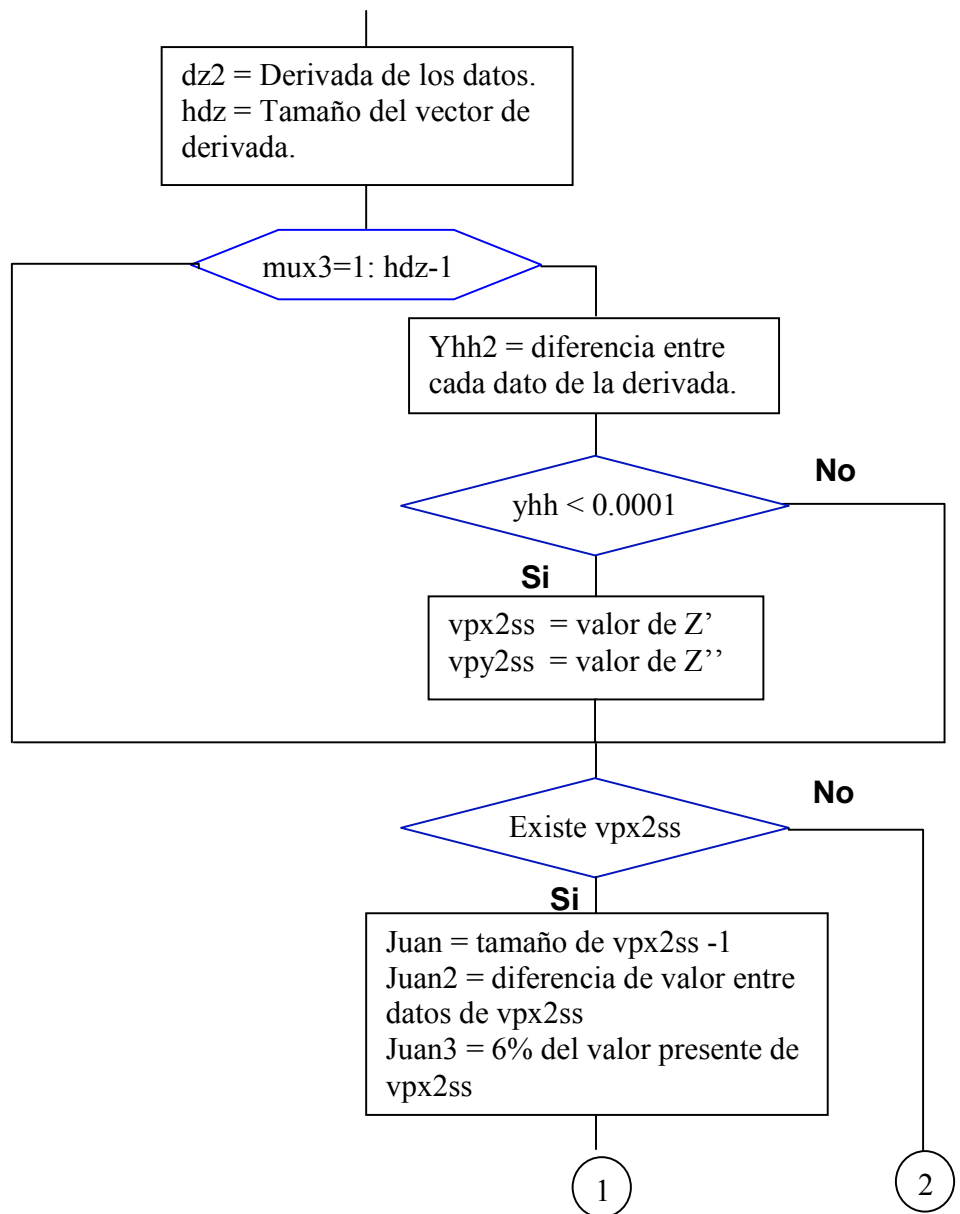 dz2 = Derivada de los datos.
hdz = Tamaño del vector de
derivada.
mux3=1: hdz-1
Yhh2 = diferencia entre
cada dato de la derivada.
No
yhh < 0.0001
Si
vpx2ss = valor de Z’
vpy2ss = valor de Z’’
No
Existe vpx2ss
Si
Juan = tamaño de vpx2ss -1
Juan2 = diferencia de valor entre
datos de vpx2ss
Juan3 = 6% del valor presente de
vpx2ss
1
2